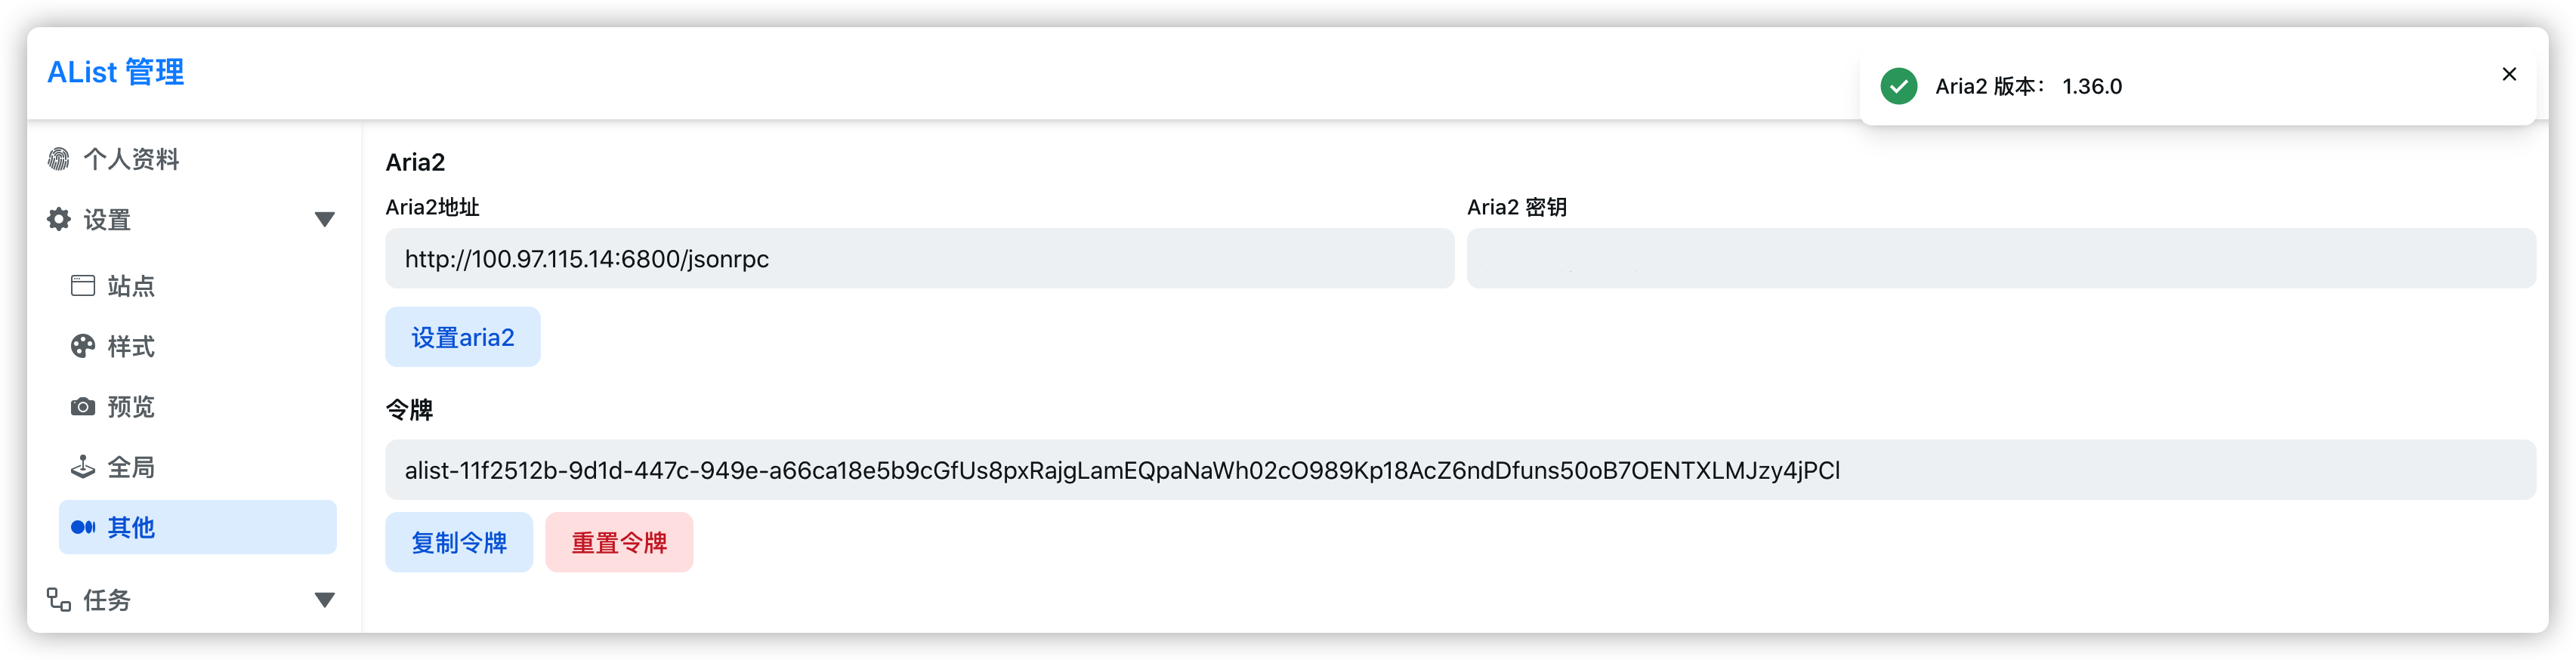 AList 管理
Aria2 版本： 1.36.0
个人资料
设置
站点
样式
预览
全局
其他
任务
Aria2
Aria2地址
http://100.97.115.14:6800/jsonrpc
Aria2 密钥
设置aria2
令牌
alist-11f2512b-9d1d-447c-949e-a66ca18e5b9cGfUs8pxRajgLamEQpaNaWh02cO989Kp18AcZ6ndDfuns50oB7OENTXLMJzy4jPCl
复制令牌
重置令牌